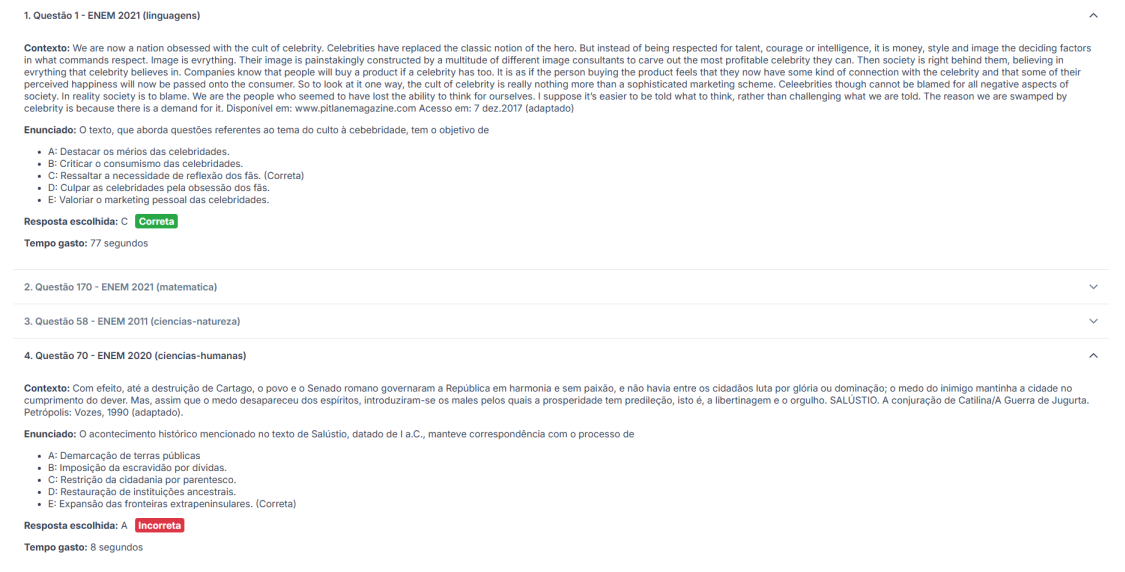 1. Questão 1 - ENEM 2021 (linguagens)
Contexto: We are now a nation obsessed with the cult of celebrity. Celebrities have replaced the classic notion of the hero. But instead of being respected for talent, courage or intelligence, it is money, style and image the deciding factors
in what commands respect. Image is evrything. Their image is painstakingly constructed by a multitude of different image consultants to carve out the most profitable celebrity they can. Then society is right behind them, believing in
evrything that celebrity believes in. Companies know that people will buy a product if a celebrity has too. It is as if the person buying the product feels that they now have some kind of connection with the celebrity and that some of their
perceived happiness will now be passed onto the consumer. So to look at it one way, the cult of celebrity is really nothing more than a sophisticated marketing scheme. Celeebrities though cannot be blamed for all negative aspects of
society. In reality society is to blame. We are the people who seemed to have lost the ability to think for ourselves. I suppose it's easier to be told what to think, rather than challenging what we are told. The reason we are swamped by
celebrity is because there is a demand for it. Disponível em: www.pitlanemagazine.com Acesso em: 7 dez.2017 (adaptado)
Enunciado: O texto, que aborda questões referentes ao tema do culto à cebebridade, tem o objetivo de
• A: Destacar os mérios das celebridades.
• B: Criticar o consumismo das celebridades.
• C: Ressaltar a necessidade de reflexão dos fãs. (Correta)
• D: Culpar as celebridades pela obsessão dos fãs.
• E: Valoriar o marketing pessoal das celebridades.
Resposta escolhida: C Correta
Tempo gasto: 77 segundos
2. Questão 170 - ENEM 2021 (matematica)
3. Questão 58 - ENEM 2011 (ciencias-natureza)
4. Questão 70 - ENEM 2020 (ciencias-humanas)
Contexto: Com efeito, até a destruição de Cartago, o povo e o Senado romano governaram a República em harmonia e sem paixão, e não havia entre os cidadãos luta por glória ou dominação; o medo do inimigo mantinha a cidade no
cumprimento do dever. Mas, assim que o medo desapareceu dos espíritos, introduziram-se os males pelos quais a prosperidade tem predileção, isto é, a libertinagem e o orgulho. SALÚSTIO. A conjuração de Catilina/A Guerra de Jugurta.
Petrópolis: Vozes, 1990 (adaptado).
Enunciado: O acontecimento histórico mencionado no texto de Salústio, datado de I a.C., manteve correspondência com o processo de
• A: Demarcação de terras públicas
• B: Imposição da escravidão por dívidas.
• C: Restrição da cidadania por parentesco.
• D: Restauração de instituições ancestrais.
• E: Expansão das fronteiras extrapeninsulares. (Correta)
Resposta escolhida: A Incorreta
Tempo gasto: 8 segundos